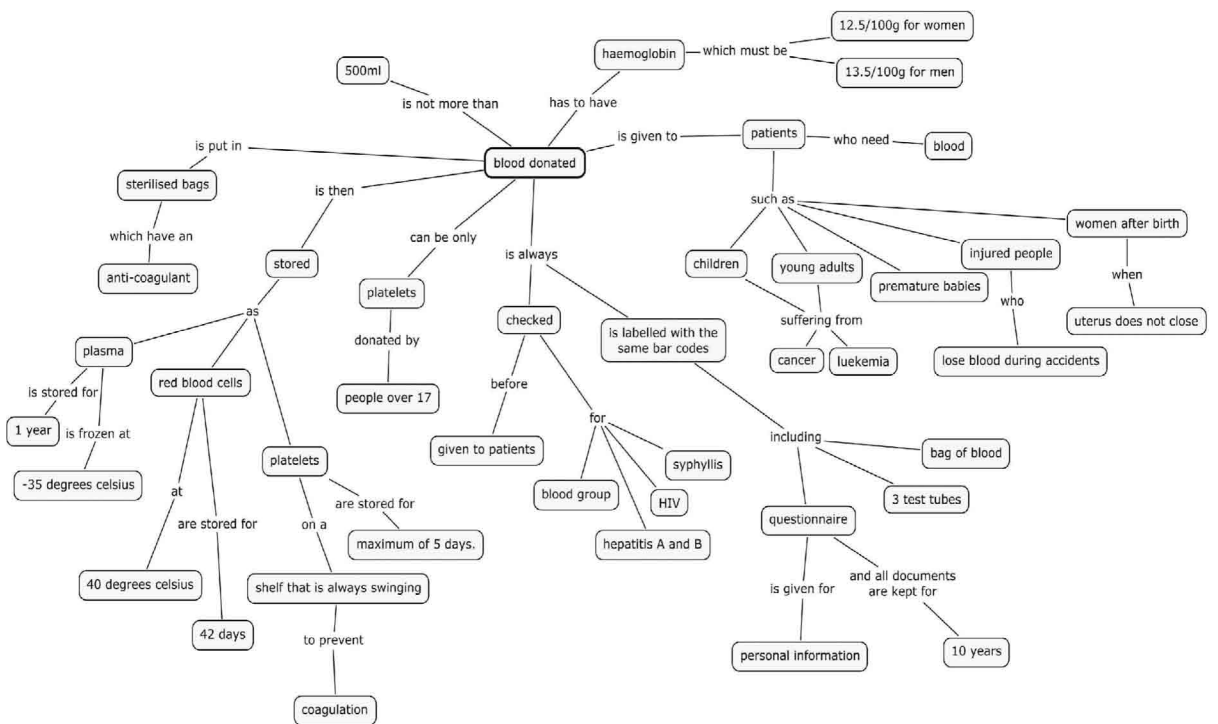 12.5/100g for women
haemoglobin
which must be
500ml
13.5/100g for men
is not more than
has to have
is given to
patients
who need
blood
is put in
blood donated
sterilised bags
is then
such as
women after birth
which have an
can be only
is always
children
young adults
injured people
stored
anti-coagulant
when
premature babies
platelets
who
as
checked
suffering from
uterus does not close
is labelled with the
same bar codes
plasma
donated by
cancer
luekemia
lose blood during accidents
red blood cells
before
is stored for
people over 17
for
1 year
is frozen at
including
given to patients
bag of blood
platelets
syphyllis
-35 degrees celsius
at
blood group
HIV
3 test tubes
are stored for
questionnaire
are stored for
on a
maximum of 5 days.
hepatitis A and B
40 degrees celsius
shelf that is always swinging
is given for
and all documents
are kept for
42 days
to prevent
personal information
10 years
coagulation